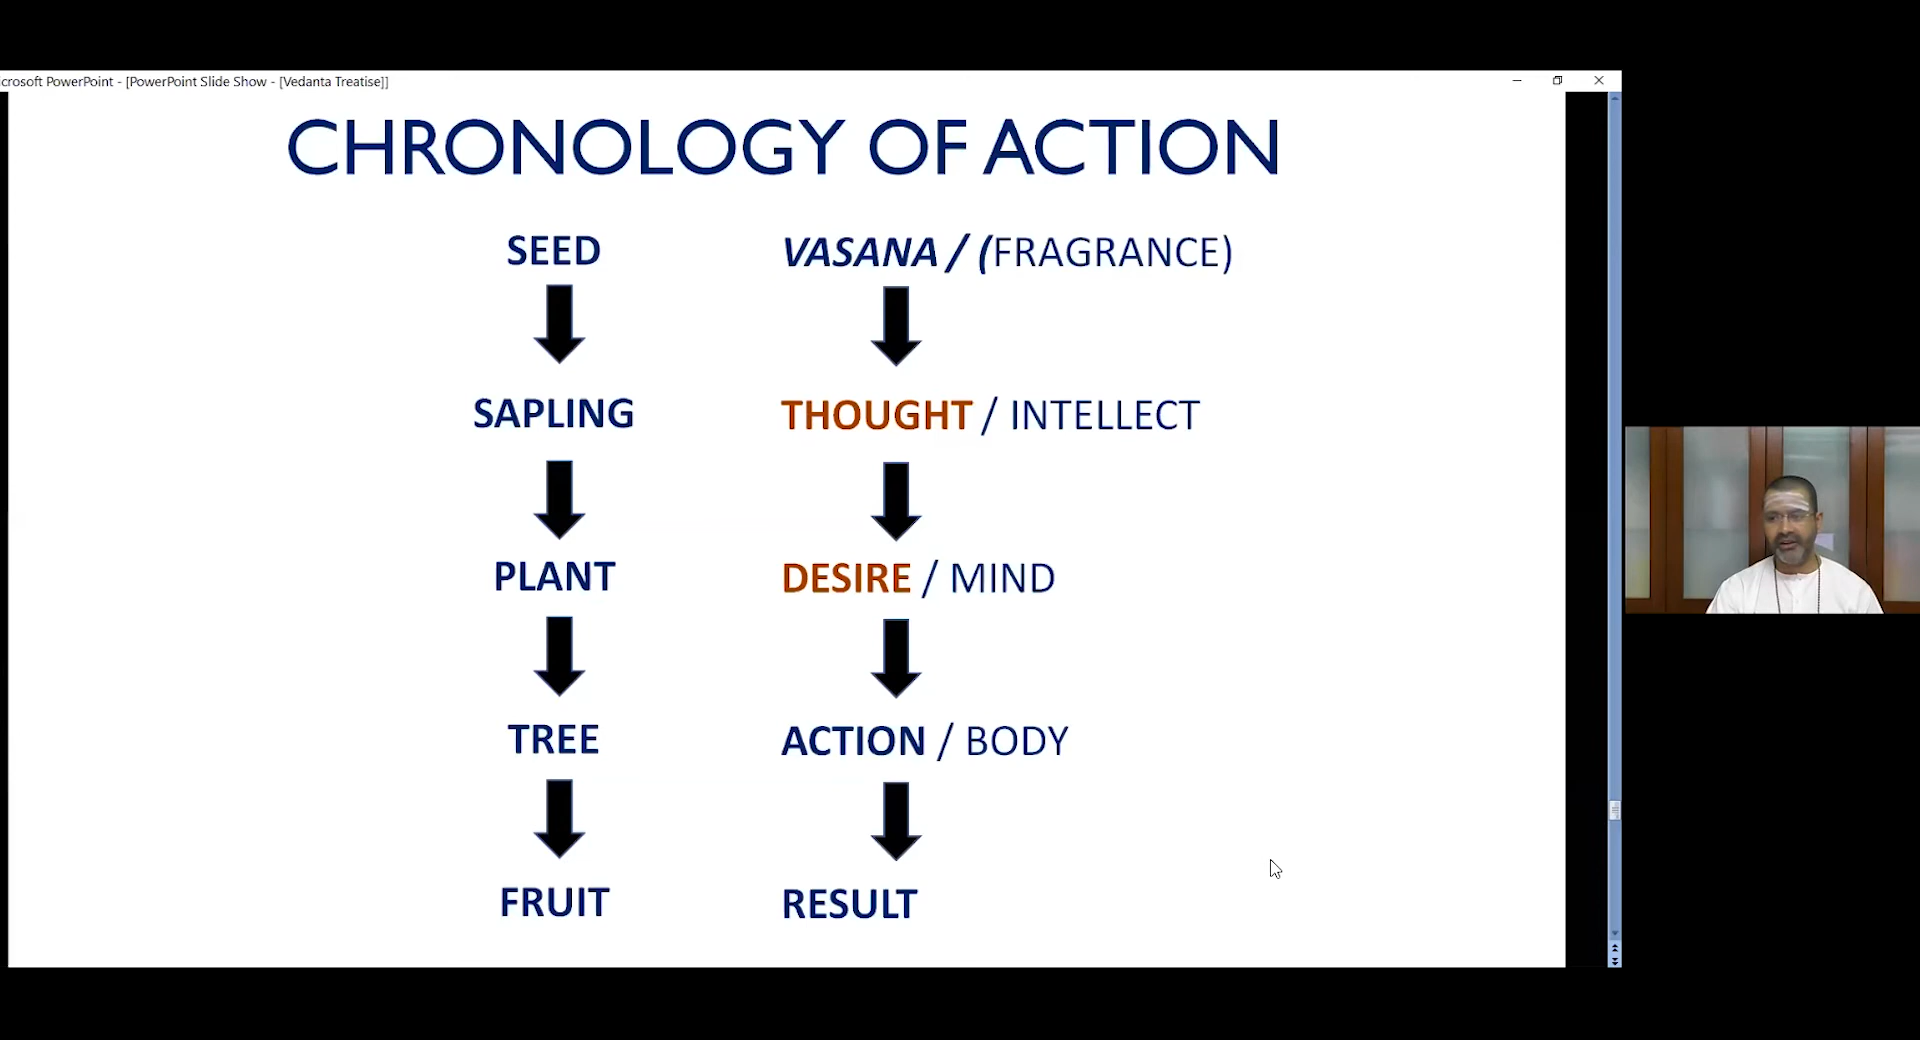 crosoft PowerPoint - [PowerPoint Slide Show - [Vedanta Treatise]]
CHRONOLOGY OF ACTION
SEED VASANA / (FRAGRANCE)
SAPLING THOUGHT / INTELLECT
PLANT DESIRE / MIND
TREE ACTION / BODY
FRUIT RESULT